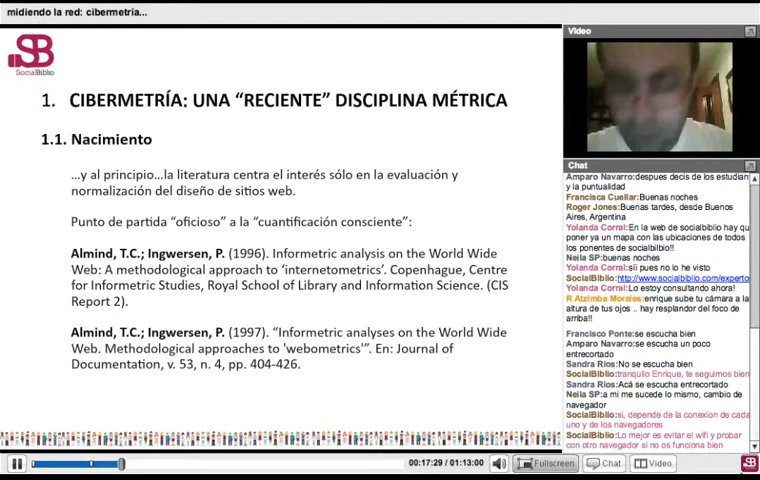 midiendo la red: cibermetría...
SB
SocialBiblio
1. CIBERMETRÍA: UNA “RECIENTE” DISCIPLINA MÉTRICA
1.1. Nacimiento
…y al principio…la literatura centra el interés sólo en la evaluación y
normalización del diseño de sitios web.
Punto de partida “oficioso” a la “cuantificación consciente”:
Almind, T.C.; Ingwersen, P. (1996). Informetric analysis on the World Wide
Web: A methodological approach to ‘internetometrics’. Copenhague, Centre
for Informetric Studies, Royal School of Library and Information Science. (CIS
Report 2).
Almind, T.C.; Ingwersen, P. (1997). “Informetric analyses on the World Wide
Web. Methodological approaches to 'webometrics'”. En: Journal of
Documentation, v. 53, n. 4, pp. 404-426.
Video
Chat
Amparo Navarro:despues decis de los estudian
y la puntualidad
Francisca Cuellar:Buenas noches
Roger Jones:Buenas tardes, desde Buenos
Aires, Argentina
Yolanda Corral:En la web de socialbiblio hay qu
poner ya un mapa con las ubicaciones de todos
los ponentes de socialbilbio!!
Neila SP:buenas noches
Yolanda Corral:síi pues no lo he visto
SocialBiblio:http://www.socialbiblio.com/experto
Yolanda Corral:Lo estoy consultando ahora!
R Atzimba Morales:enrique sube tu cámara a la
altura de tus ojos .. hay resplandor del foco de
arriba!!
Francisco Ponte:se escucha bien
Amparo Navarro:se escucha un poco
entrecortado
Sandra Rios:No se escucha bien
SocialBiblio:tranquilo Enrique, te seguimos bien
Sandra Rios:Acá se escucha entrecortado
Neila SP:a mi me sucede lo mismo, cambio de
navegador
SocialBiblio:si, depende de la conexion de cada
uno y de los navegadores
SocialBiblio:Lo mejor es evitar el wifi y probar
con otro navegador si no os funciona bien
00:17:29 / 01:13:00
Fullscreen
Chat
Video
SB